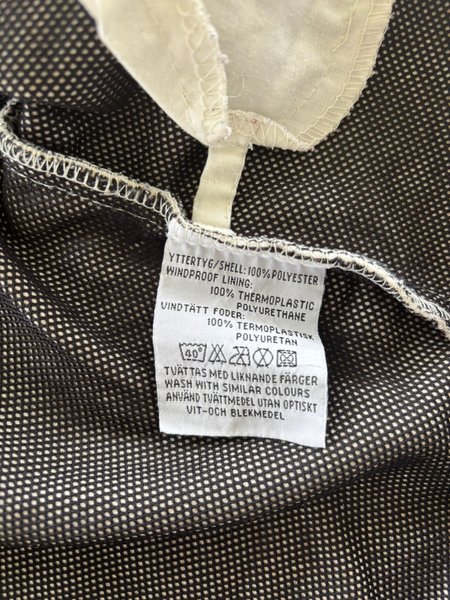 YTTERTYG/SHELL: 100% POLYESTER
WINDPROOF LINING:
100% THERMOPLASTIC
POLYURETHANE
VINDTÄTT FODER:
100% TERMOPLASTISK
POLYURETAN
40°
TVÄTTAS MED LIKNANDE FÄRGER
WASH WITH SIMILAR COLOURS
ANVÄND TVÄTTMEDEL UTAN OPTISKT
VIT-OCH BLEKMEDEL